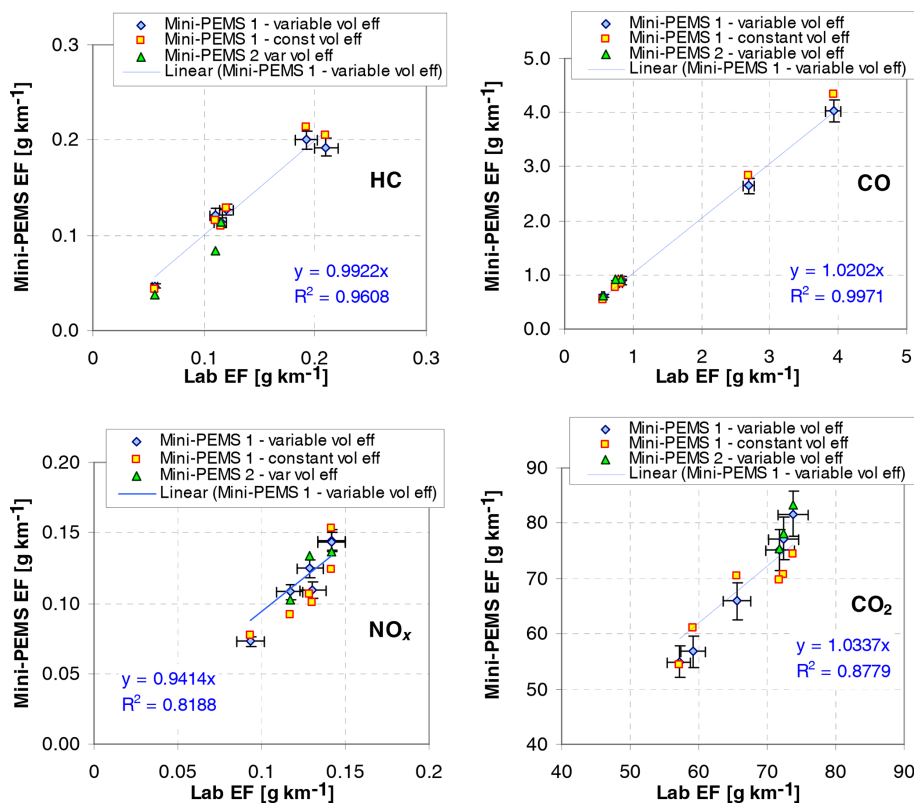 Mini-PEMS 1 - variable vol eff
Mini-PEMS 1 - const vol eff
Mini-PEMS 2 var vol eff
Linear (Mini-PEMS 1 - variable vol eff)
Mini-PEMS EF [g km-1]
0.3
0.2
0.1
0.0
HC
y = 0.9922x
R2 = 0.9608
0
0.1
0.2
0.3
Lab EF [g km-1]
Mini-PEMS 1 - variable vol eff
Mini-PEMS 1 - constant vol eff
Mini-PEMS 2 - variable vol eff
Linear (Mini-PEMS 1 - variable vol eff)
Mini-PEMS EF [g km-1]
5.0
4.0
3.0
2.0
1.0
0.0
CO
y = 1.0202x
R2 = 0.9971
0
1
2
3
4
5
Lab EF [g km-1]
Mini-PEMS 1 - variable vol eff
Mini-PEMS 1 - constant vol eff
Mini-PEMS 2 - var vol eff
Linear (Mini-PEMS 1 - variable vol eff)
Mini-PEMS EF [g km-1]
0.20
0.15
0.10
0.05
0.00
NOx
y = 0.9414x
R2 = 0.8188
0
0.05
0.1
0.15
0.2
Lab EF [g km-1]
Mini-PEMS 1 - variable vol eff
Mini-PEMS 1 - constant vol eff
Mini-PEMS 2 - variable vol eff
Linear (Mini-PEMS 1 - variable vol eff)
Mini-PEMS EF [g km-1]
90
80
70
60
50
40
CO2
y = 1.0337x
R2 = 0.8779
40
50
60
70
80
90
Lab EF [g km-1]